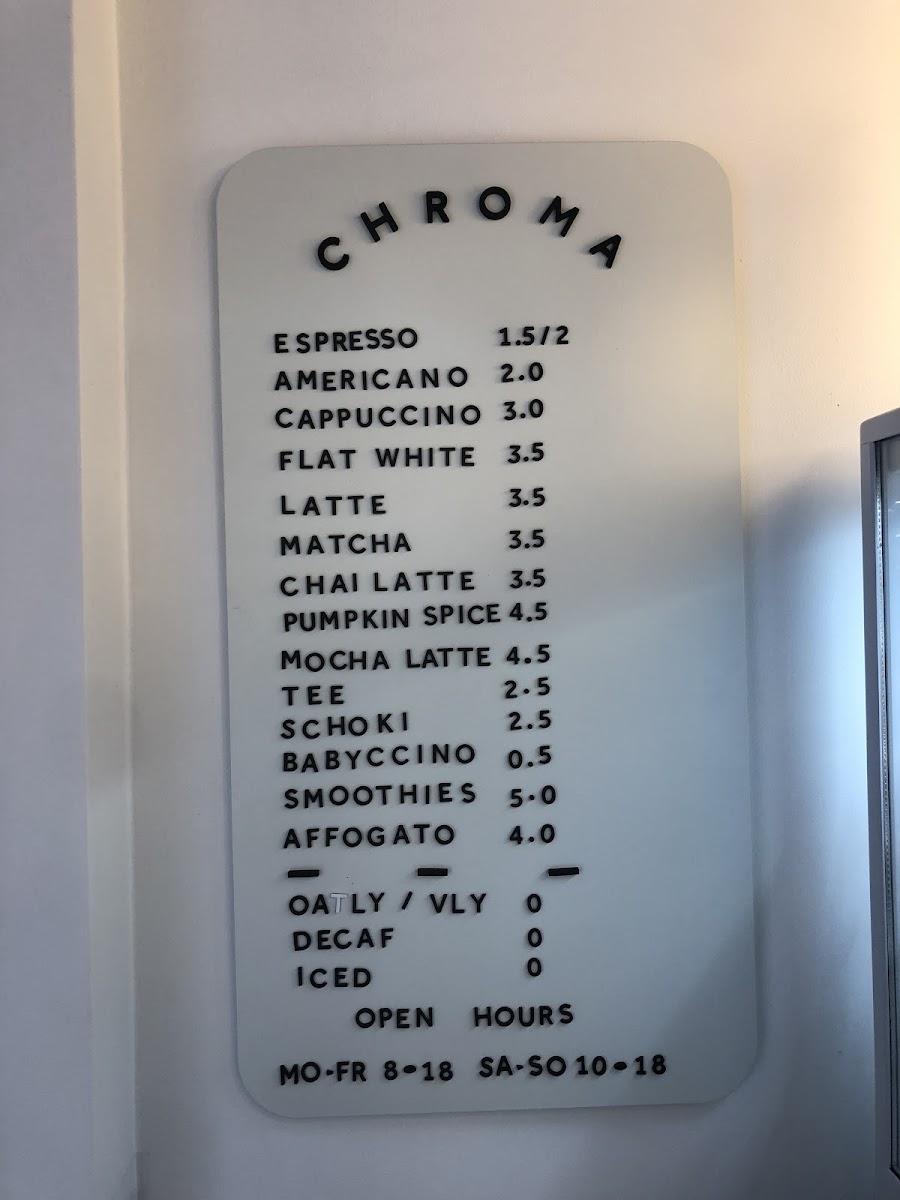 CHROMA
ESPRESSO 1.5/2
AMERICANO 2.0
CAPPUCCINO 3.0
FLAT WHITE 3.5
LATTE 3.5
MATCHA 3.5
CHAI LATTE 3.5
PUMPKIN SPICE 4.5
MOCHA LATTE 4.5
TEE 2.5
SCHOKI 2.5
BABYCCINO 0.5
SMOOTHIES 5.0
AFFOGATO 4.0
OATLY / VLY 0
DECAF 0
ICED 0
OPEN HOURS
MO-FR 8-18 SA-SO 10-18